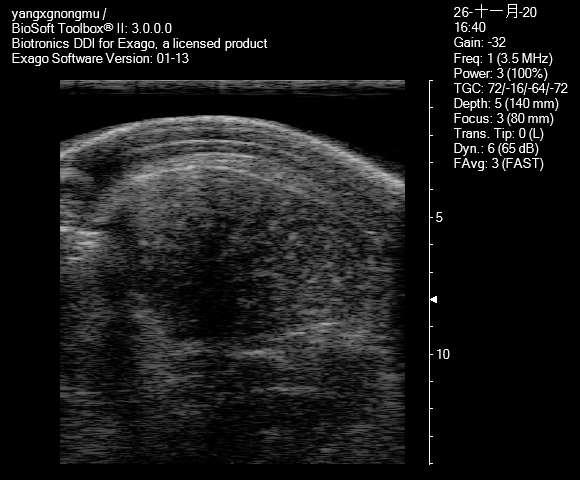 yangxgnongmu /
BioSoft Toolbox® II: 3.0.0.0
Biotronics DDI for Exago, a licensed product
Exago Software Version: 01-13
26-十一月-20
16:40
Gain: -32
Freq: 1 (3.5 MHz)
Power: 3 (100%)
TGC: 72/-16/-64/-72
Depth: 5 (140 mm)
Focus: 3 (80 mm)
Trans. Tip: 0 (L)
Dyn.: 6 (65 dB)
FAvg: 3 (FAST)
5
10